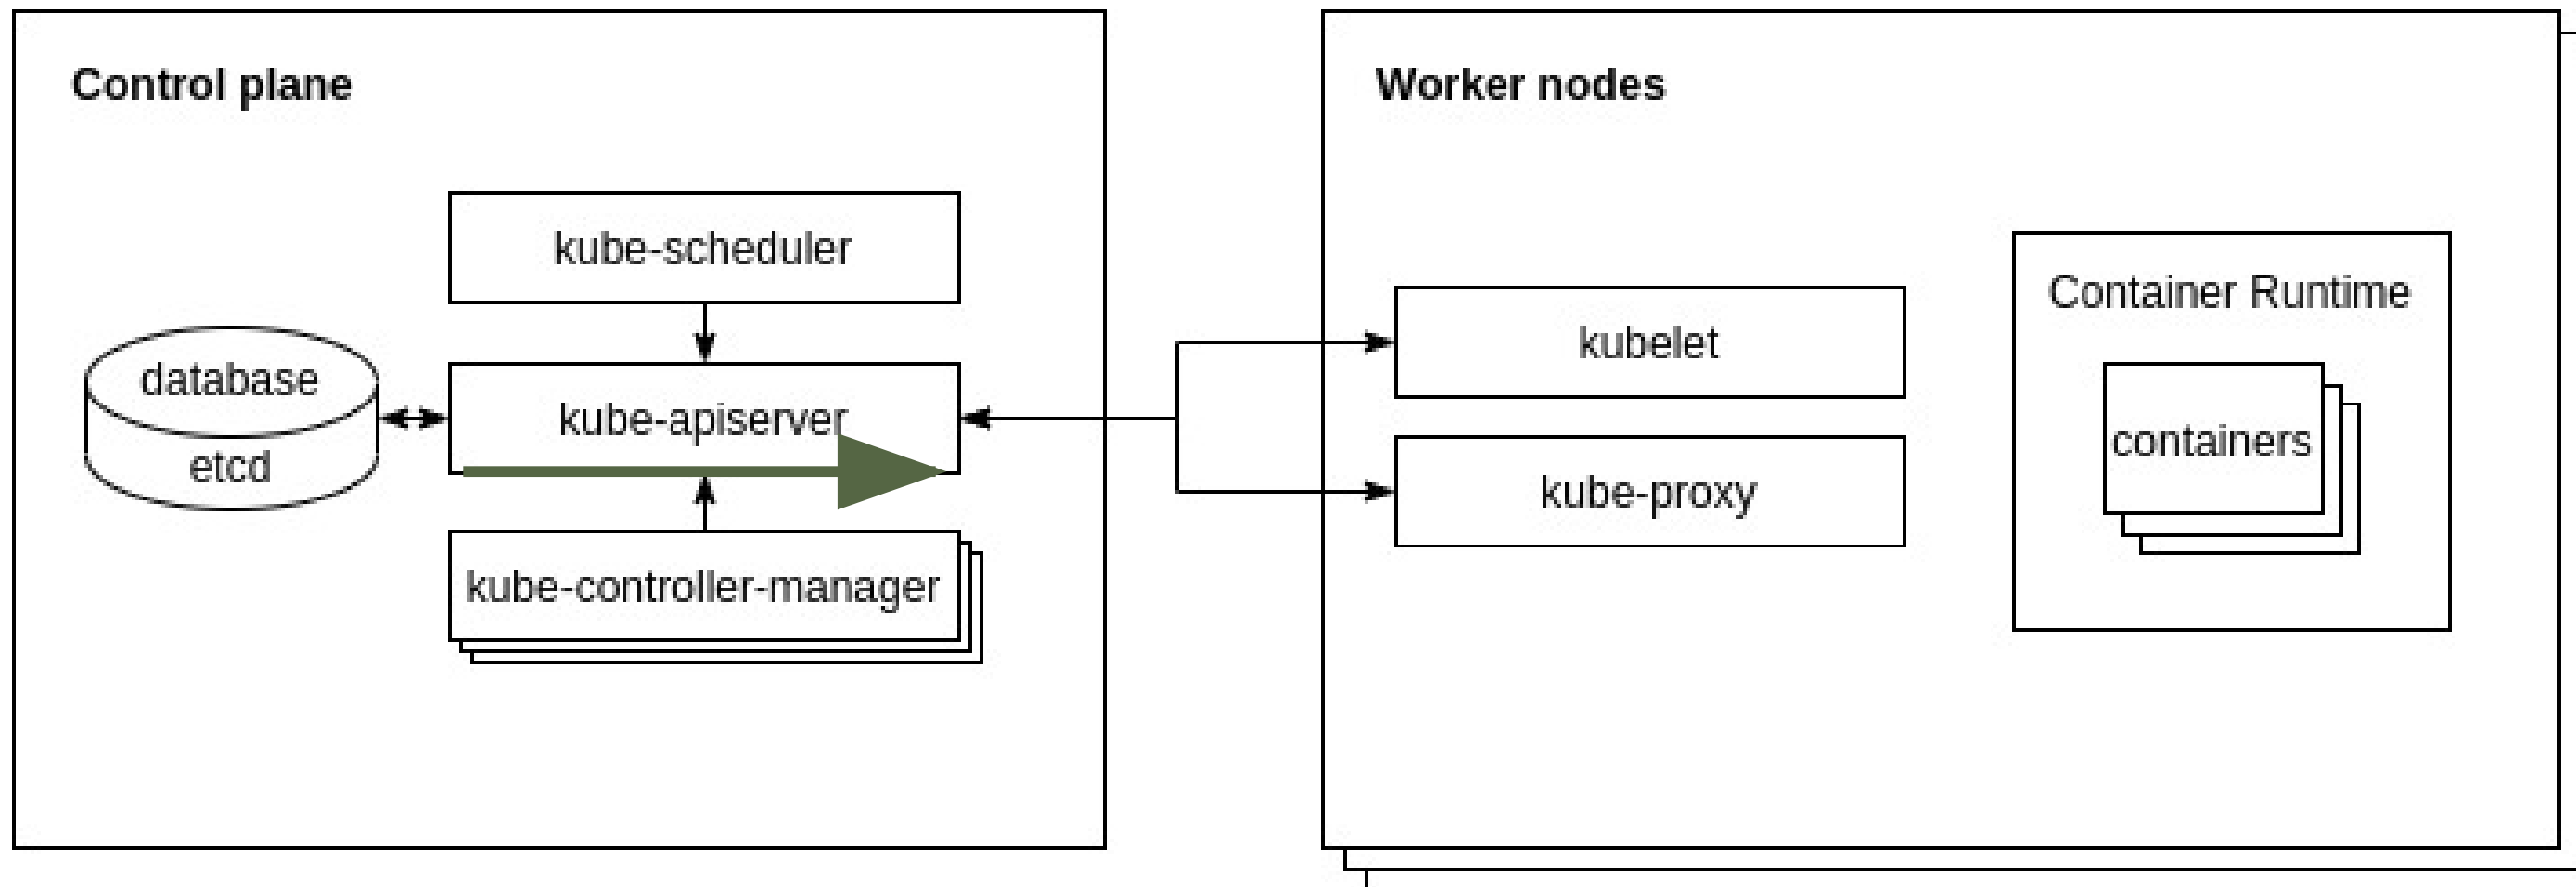 Control plane
kube-scheduler
database
etcd
kube-apiserver
kube-controller-manager
Worker nodes
kubelet
kube-proxy
Container Runtime
containers